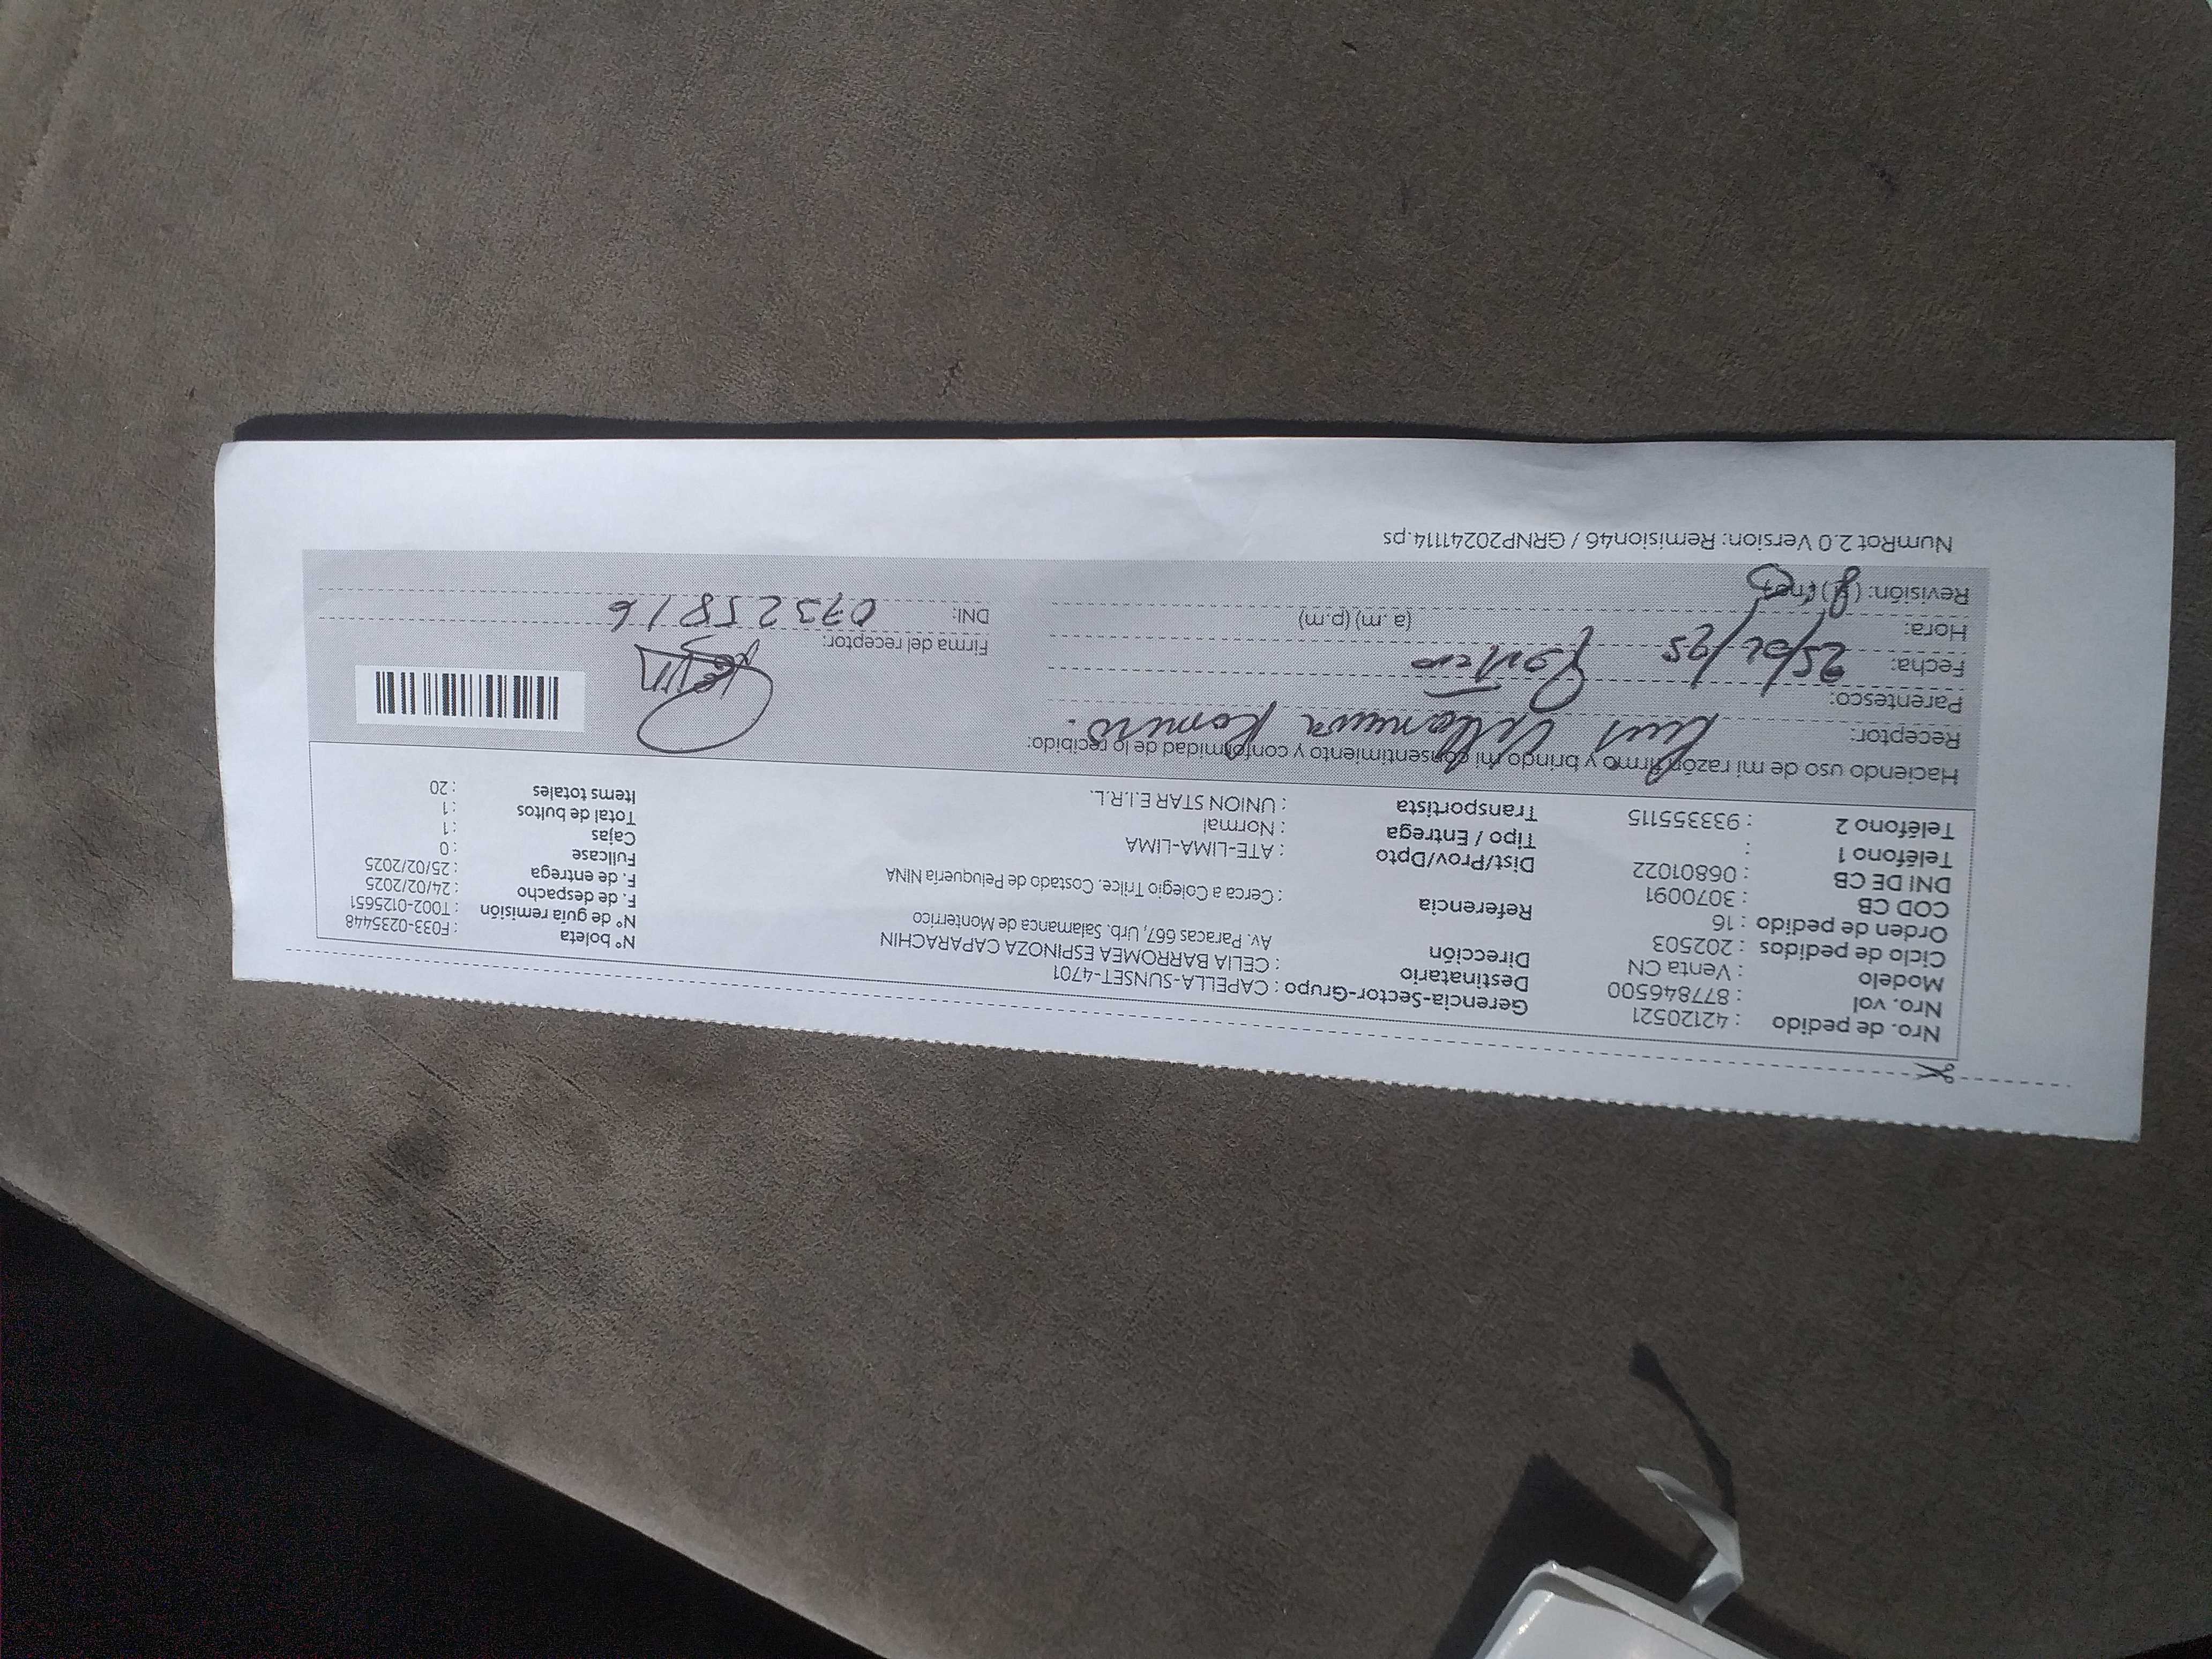 Nro. de pedido : 42120521 Gerencia-Sector-Grupo : CAPELLA-SUNSET-4701 N° boleta : F033-0235448
Nro. vol : 877846500 Destinatario : CELIA BARROMEA ESPINOZA CAPARACHIN N° de guía remisión : T002-0125651
Modelo : Venta CN Dirección Av. Paracas 667, Urb. Salamanca de Monterrico F. de despacho : 24/02/2025
Ciclo de pedidos : 202503 F. de entrega : 25/02/2025
Orden de pedido : 16 Referencia : Cerca a Colegio Trilce. Costado de Peluquería NINA Fullcase : 0
COD CB : 3070091 Cajas : 1
DNI DE CB : 06801022 Dist/Prov/Dpto : ATE-LIMA-LIMA Total de bultos : 1
Teléfono 1 : Tipo / Entrega : Normal Items totales : 20
Teléfono 2 : 933355115 Transportista : UNION STAR E.I.R.L.
Haciendo uso de mi razón firmo y brindo mi consentimiento y conformidad de lo recibido:
Receptor: Luis Villanueva Romero.
Parentesco:
Fecha: 25/02/25 Firma del receptor:
Hora: (a .m) (p.m) DNI: 07325816
Revisión: (si) (no)
NumRot 2.0 Version: Remision46 / GRNP20241114.ps